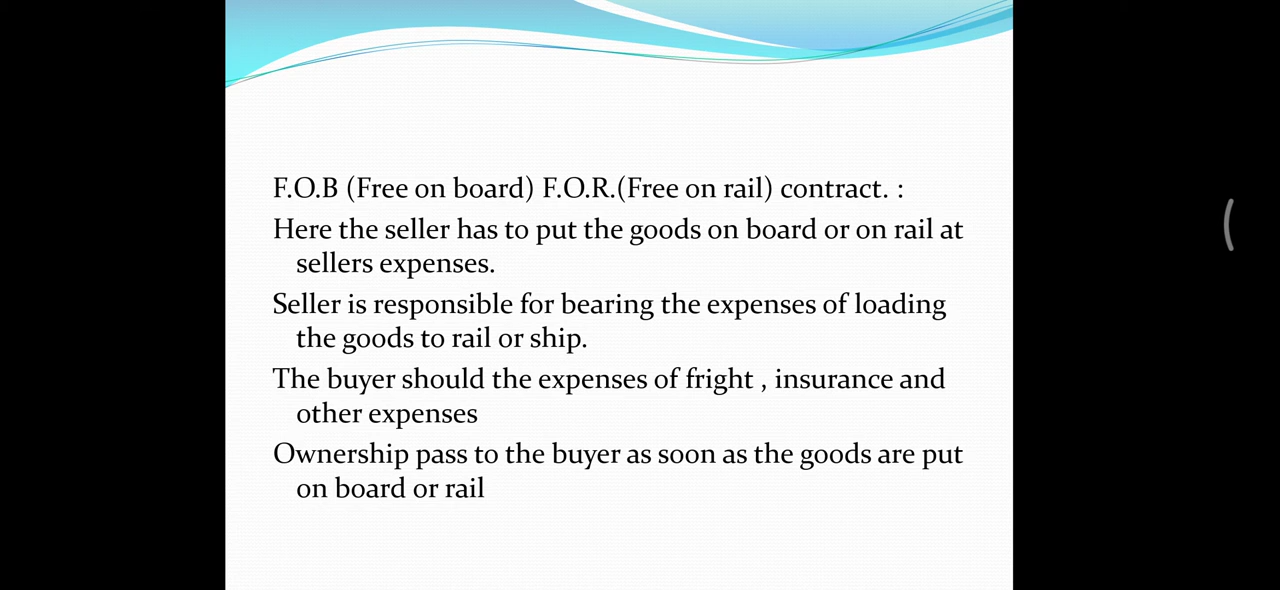 F.O.B (Free on board) F.O.R.(Free on rail) contract. :
Here the seller has to put the goods on board or on rail at
sellers expenses.
Seller is responsible for bearing the expenses of loading
the goods to rail or ship.
The buyer should the expenses of fright , insurance and
other expenses
Ownership pass to the buyer as soon as the goods are put
on board or rail